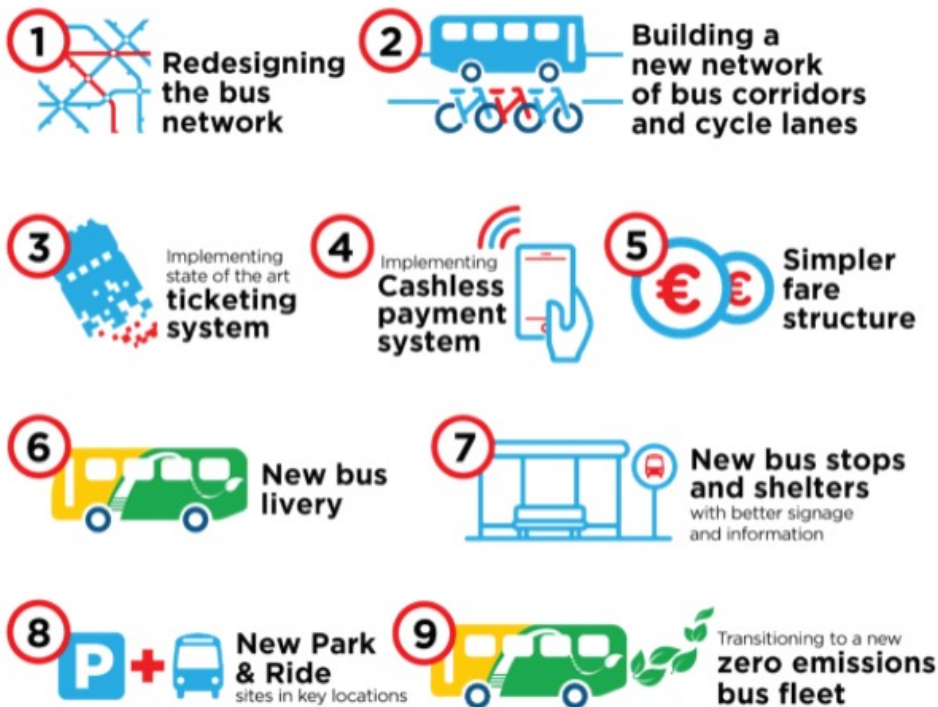 1
Redesigning
the bus
network
2
Building a
new network
of bus corridors
and cycle lanes
3
Implementing
state of the art
ticketing
system
4
Implementing
Cashless
payment
system
5
€
€
Simpler
fare
structure
6
New bus
livery
7
New bus stops
and shelters
with better signage
and information
8
P
New Park
& Ride
sites in key locations
9
Transitioning to a new
zero emissions
bus fleet